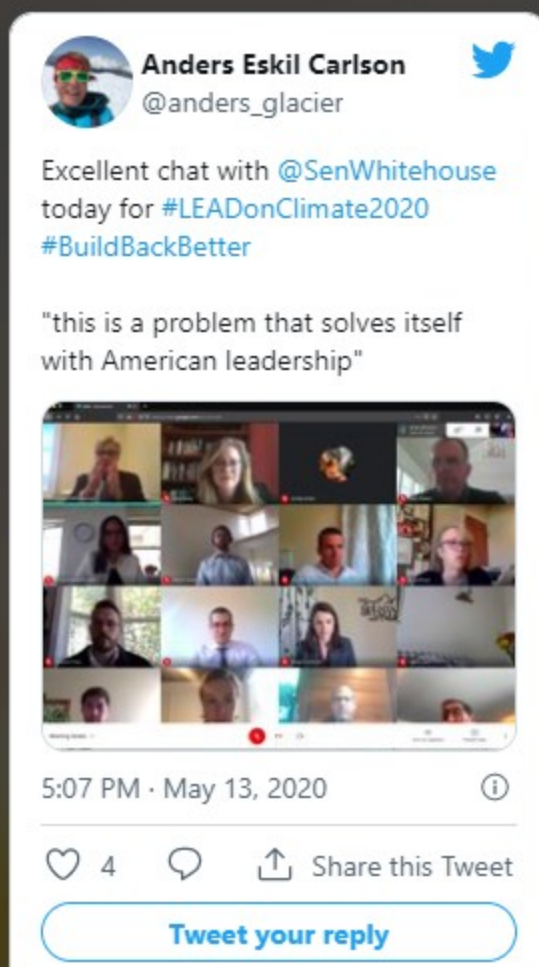 Anders Eskil Carlson
@anders_glacier
Excellent chat with @SenWhitehouse
today for #LEADonClimate2020
#BuildBackBetter
"this is a problem that solves itself
with American leadership"
5:07 PM · May 13, 2020
4
Share this Tweet
Tweet your reply